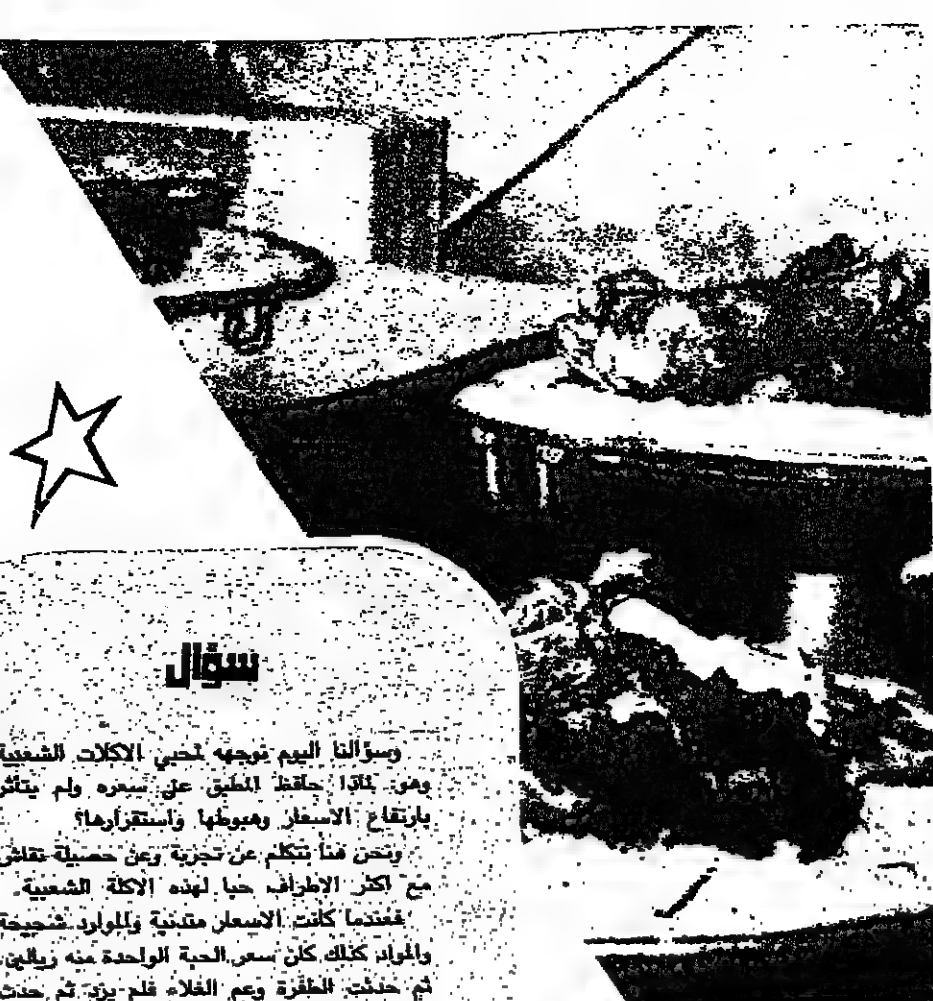 سؤال
وسؤالنا اليوم نوجهه لمحبي الاكلات الشعبية
وهو لماذا حافظ المطبق على سعره ولم يتأثر
بارتفاع الاسعار وهبوطها واستقرارها؟
ونحن هنا نتكلم عن تجربة وعن حصيلة نقاش
مع اكثر الاطراف حبا لهذه الاكلة الشعبية
فعندما كانت الاسعار متدنية والموارد شحيحة
والمواد كذلك كان سعر الحبة الواحدة منه ريالين
ثم حدثت الطفرة وعم الغلاء فلم يزد ثم حدث